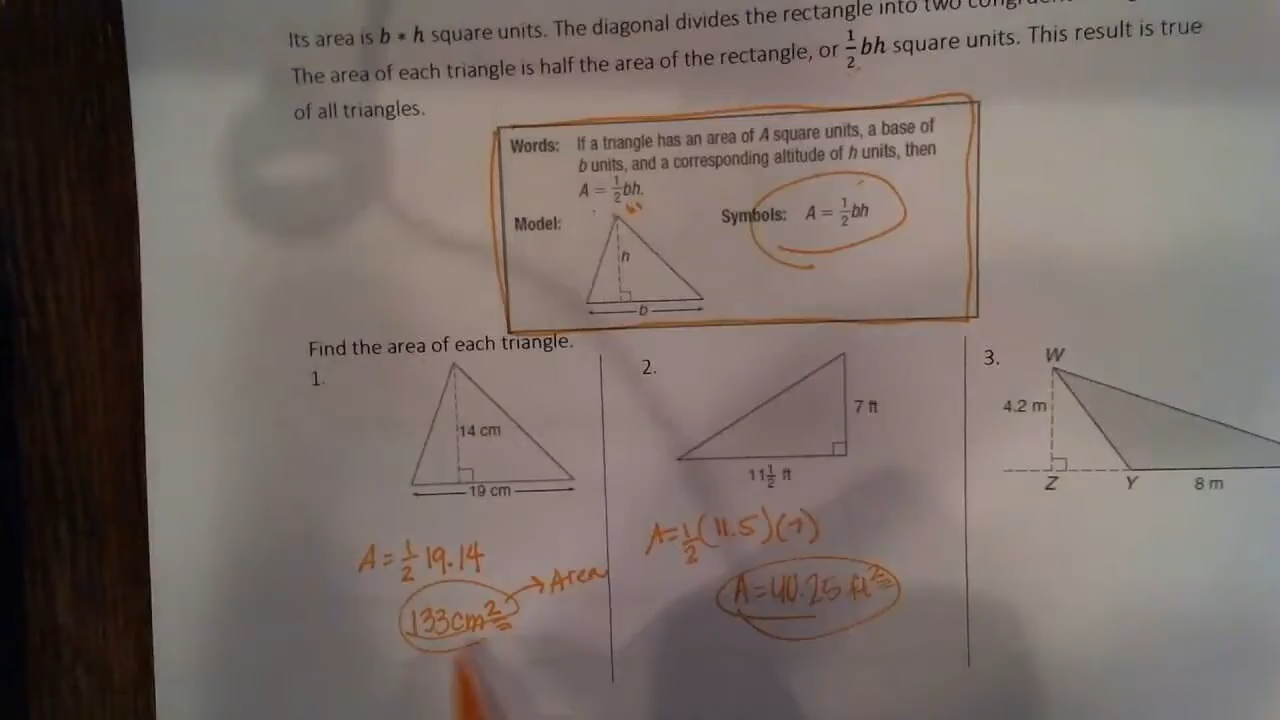 Its area is b * h square units. The diagonal divides the rectangle into two
The area of each triangle is half the area of the rectangle, or 1/2 bh square units. This result is true
of all triangles.
Words: If a triangle has an area of A square units, a base of
b units, and a corresponding altitude of h units, then
A = 1/2 bh.
Model:
Symbols: A = 1/2 bh
h
b
Find the area of each triangle.
1.
14 cm
19 cm
A = 1/2 19.14
133cm² → Area
2.
7 ft
11 1/2 ft
A=1/2(11.5)(7)
A=40.25 ft²
3.
W
4.2 m
Z Y 8 m